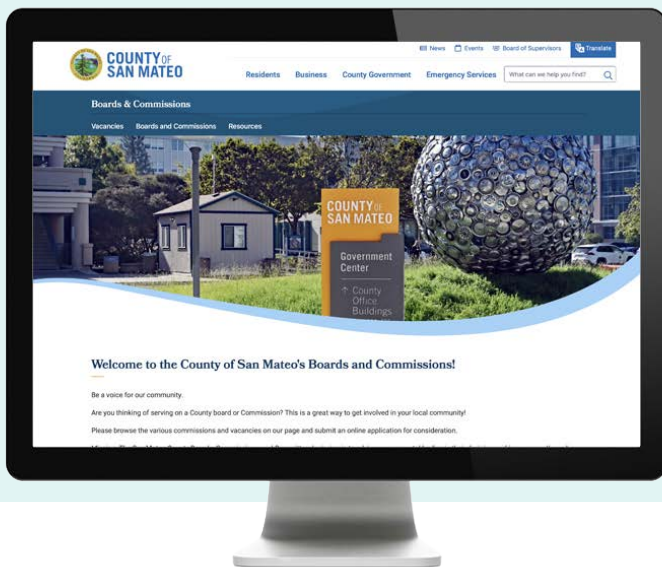 News Events Board of Supervisors Translate
COUNTY OF
SAN MATEO
Residents Business County Government Emergency Services What can we help you find?
Boards & Commissions
Vacancies Boards and Commissions Resources
COUNTY OF
SAN MATEO
Government
Center
↑ County
Office
Buildings
Welcome to the County of San Mateo's Boards and Commissions!
Be a voice for our community.
Are you thinking of serving on a County board or Commission? This is a great way to get involved in your local community!
Please browse the various commissions and vacancies on our page and submit an online application for consideration.